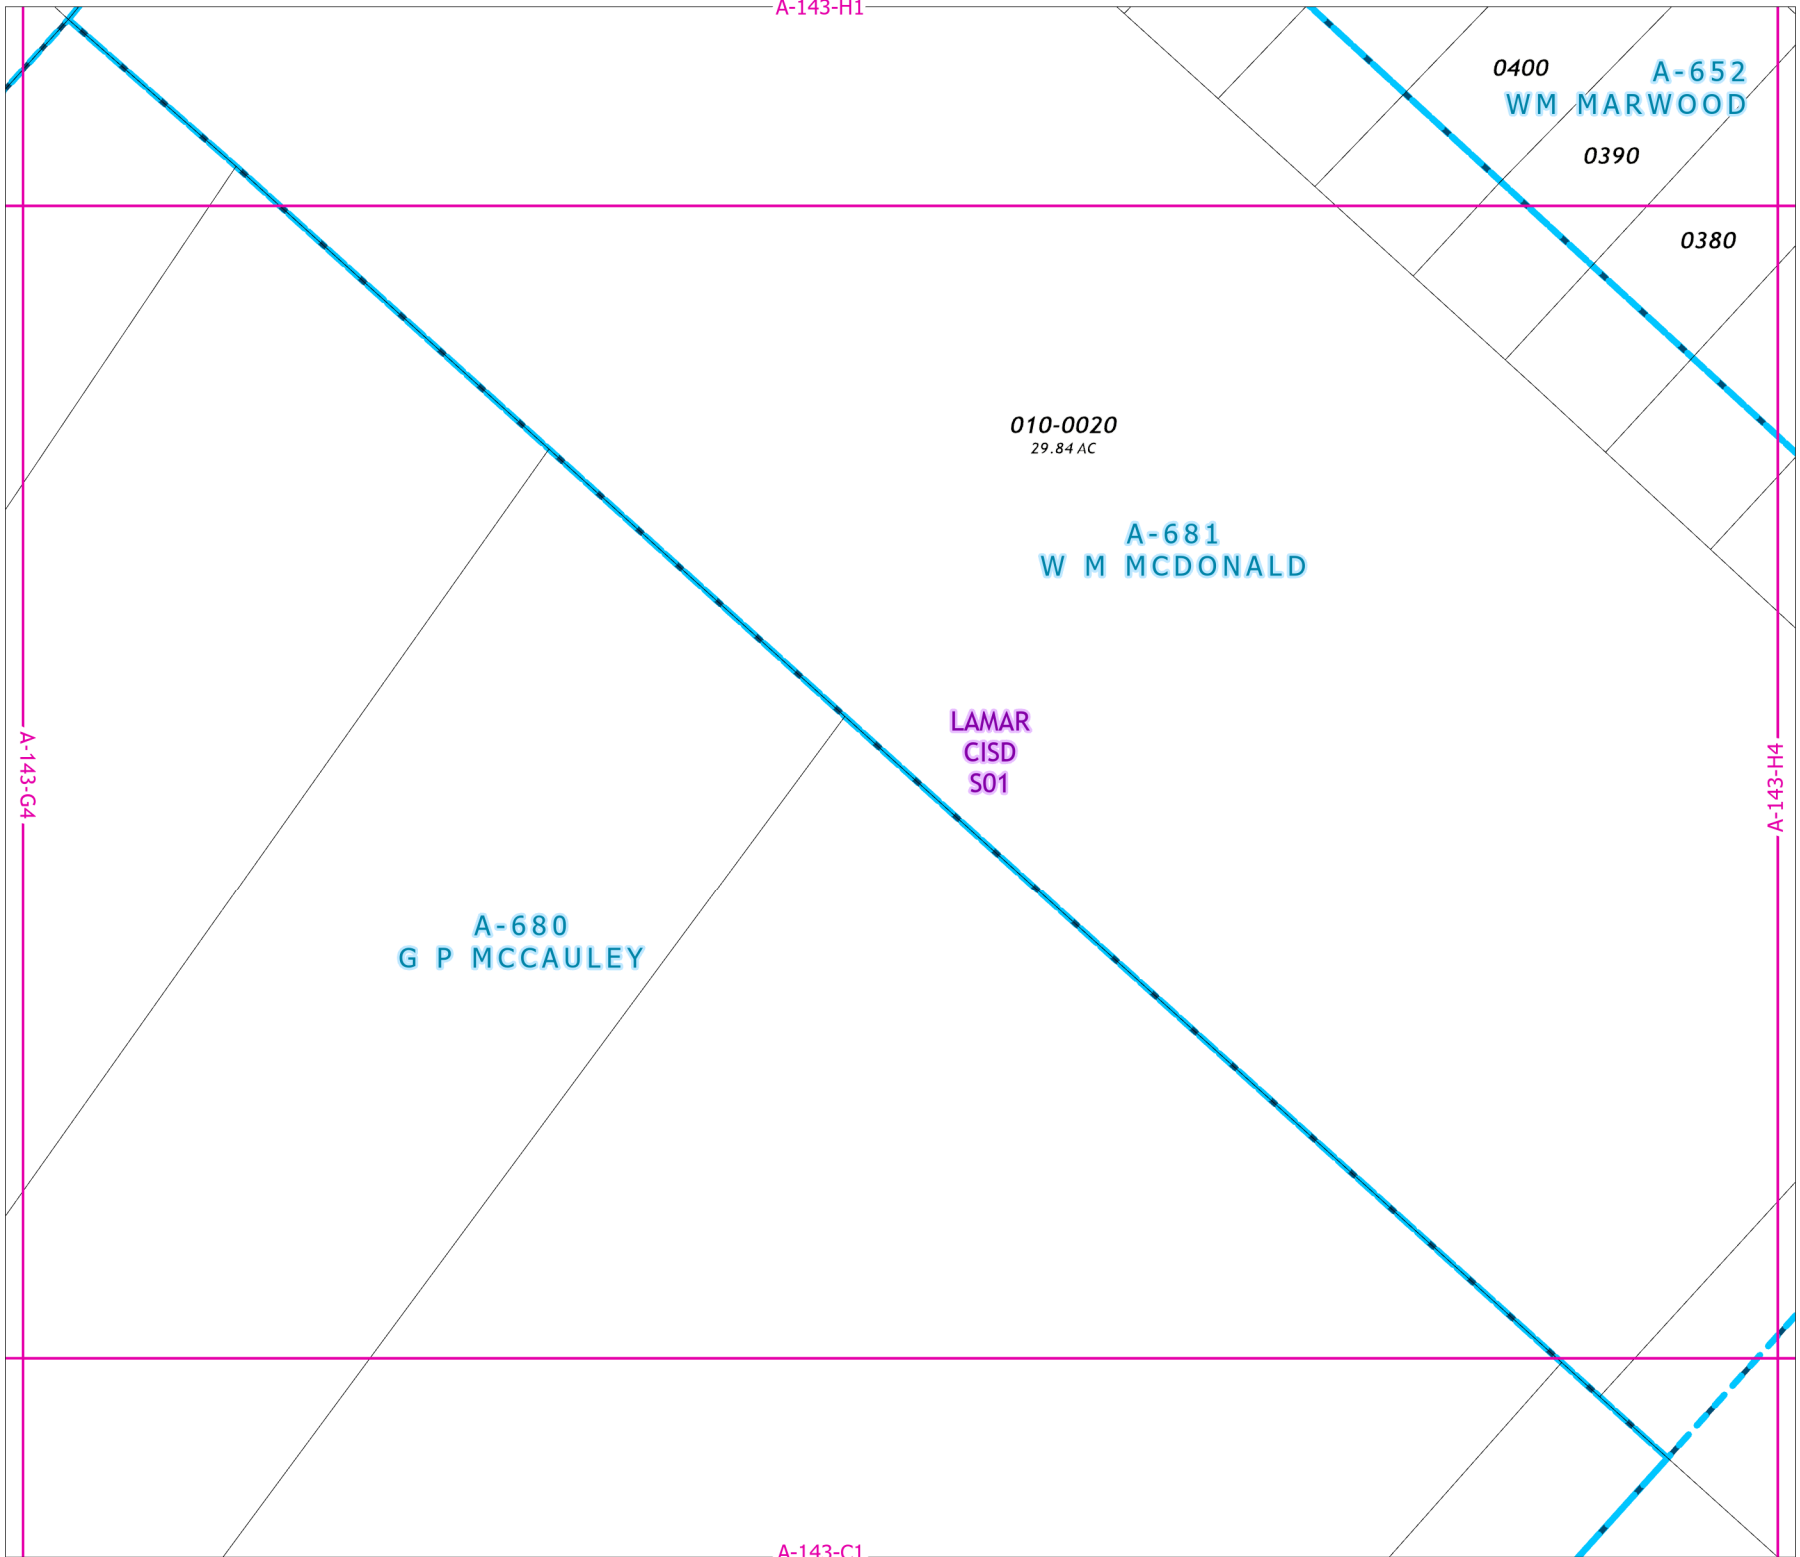 A-143-H1
0400
A-652
WM MARWOOD
0390
0380
010-0020
29.84 AC
A-681
W M MCDONALD
LAMAR
CISD
S01
A-143-G4
A-143-H4
A-680
G P MCCAULEY
A-143-C1